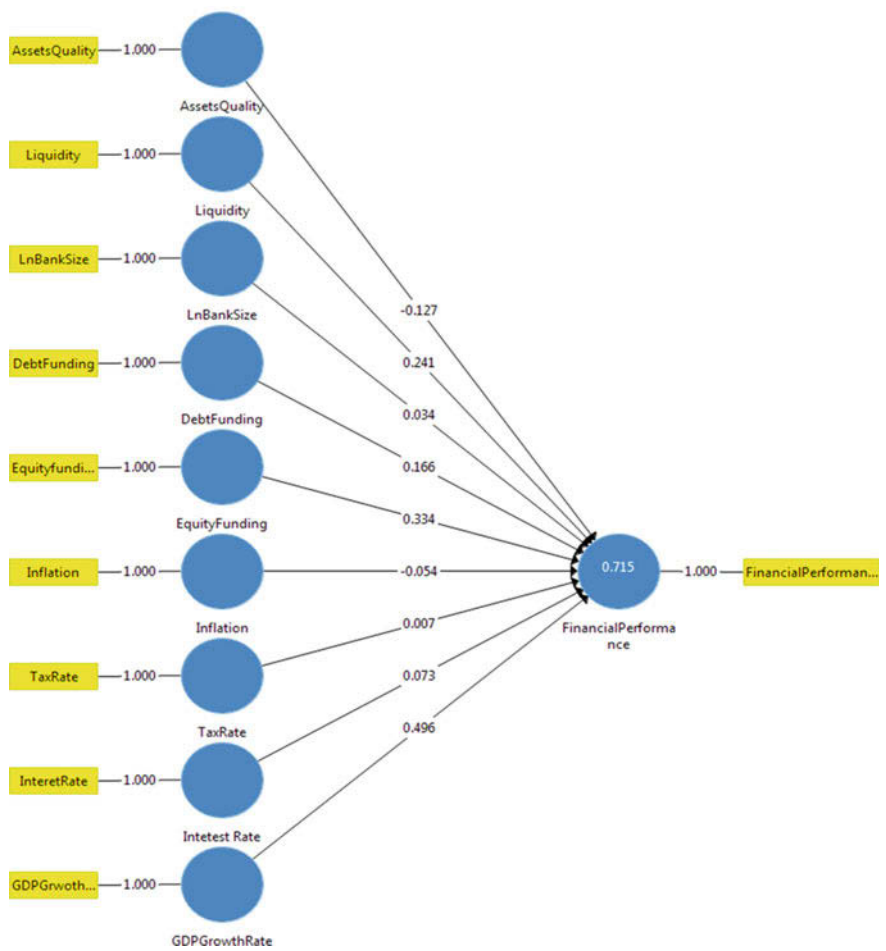 AssetsQuality 1.000
AssetsQuality
Liquidity 1.000
Liquidity
LnBankSize 1.000
LnBankSize
-0.127
DebtFunding 1.000
0.241
DebtFunding
0.034
Equityfundi... 1.000
0.166
EquityFunding
0.334
Inflation 1.000
-0.054
0.715 1.000 FinancialPerforman...
Inflation
0.007
FinancialPerforma
nce
TaxRate 1.000
0.073
TaxRate
0.496
InteretRate 1.000
Intetest Rate
GDPGrwoth... 1.000
GDPGrowthRate